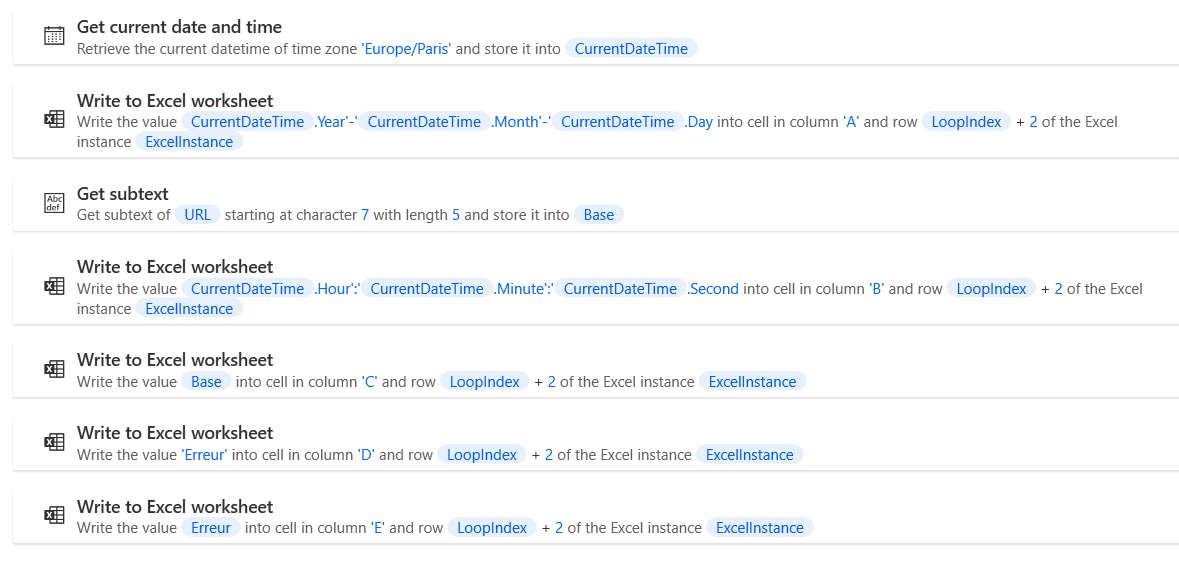 Get current date and time
Retrieve the current datetime of time zone 'Europe/Paris' and store it into CurrentDateTime
Write to Excel worksheet
Write the value CurrentDateTime .Year'-' CurrentDateTime .Month'-' CurrentDateTime .Day into cell in column 'A' and row LoopIndex + 2 of the Excel
instance ExcelInstance
Abc
def
Get subtext
Get subtext of URL starting at character 7 with length 5 and store it into Base
Write to Excel worksheet
Write the value CurrentDateTime .Hour':' CurrentDateTime .Minute':' CurrentDateTime .Second into cell in column 'B' and row LoopIndex + 2 of the Excel
instance ExcelInstance
Write to Excel worksheet
Write the value Base into cell in column 'C' and row LoopIndex + 2 of the Excel instance ExcelInstance
Write to Excel worksheet
Write the value 'Erreur' into cell in column 'D' and row LoopIndex + 2 of the Excel instance ExcelInstance
Write to Excel worksheet
Write the value Erreur into cell in column 'E' and row LoopIndex + 2 of the Excel instance ExcelInstance